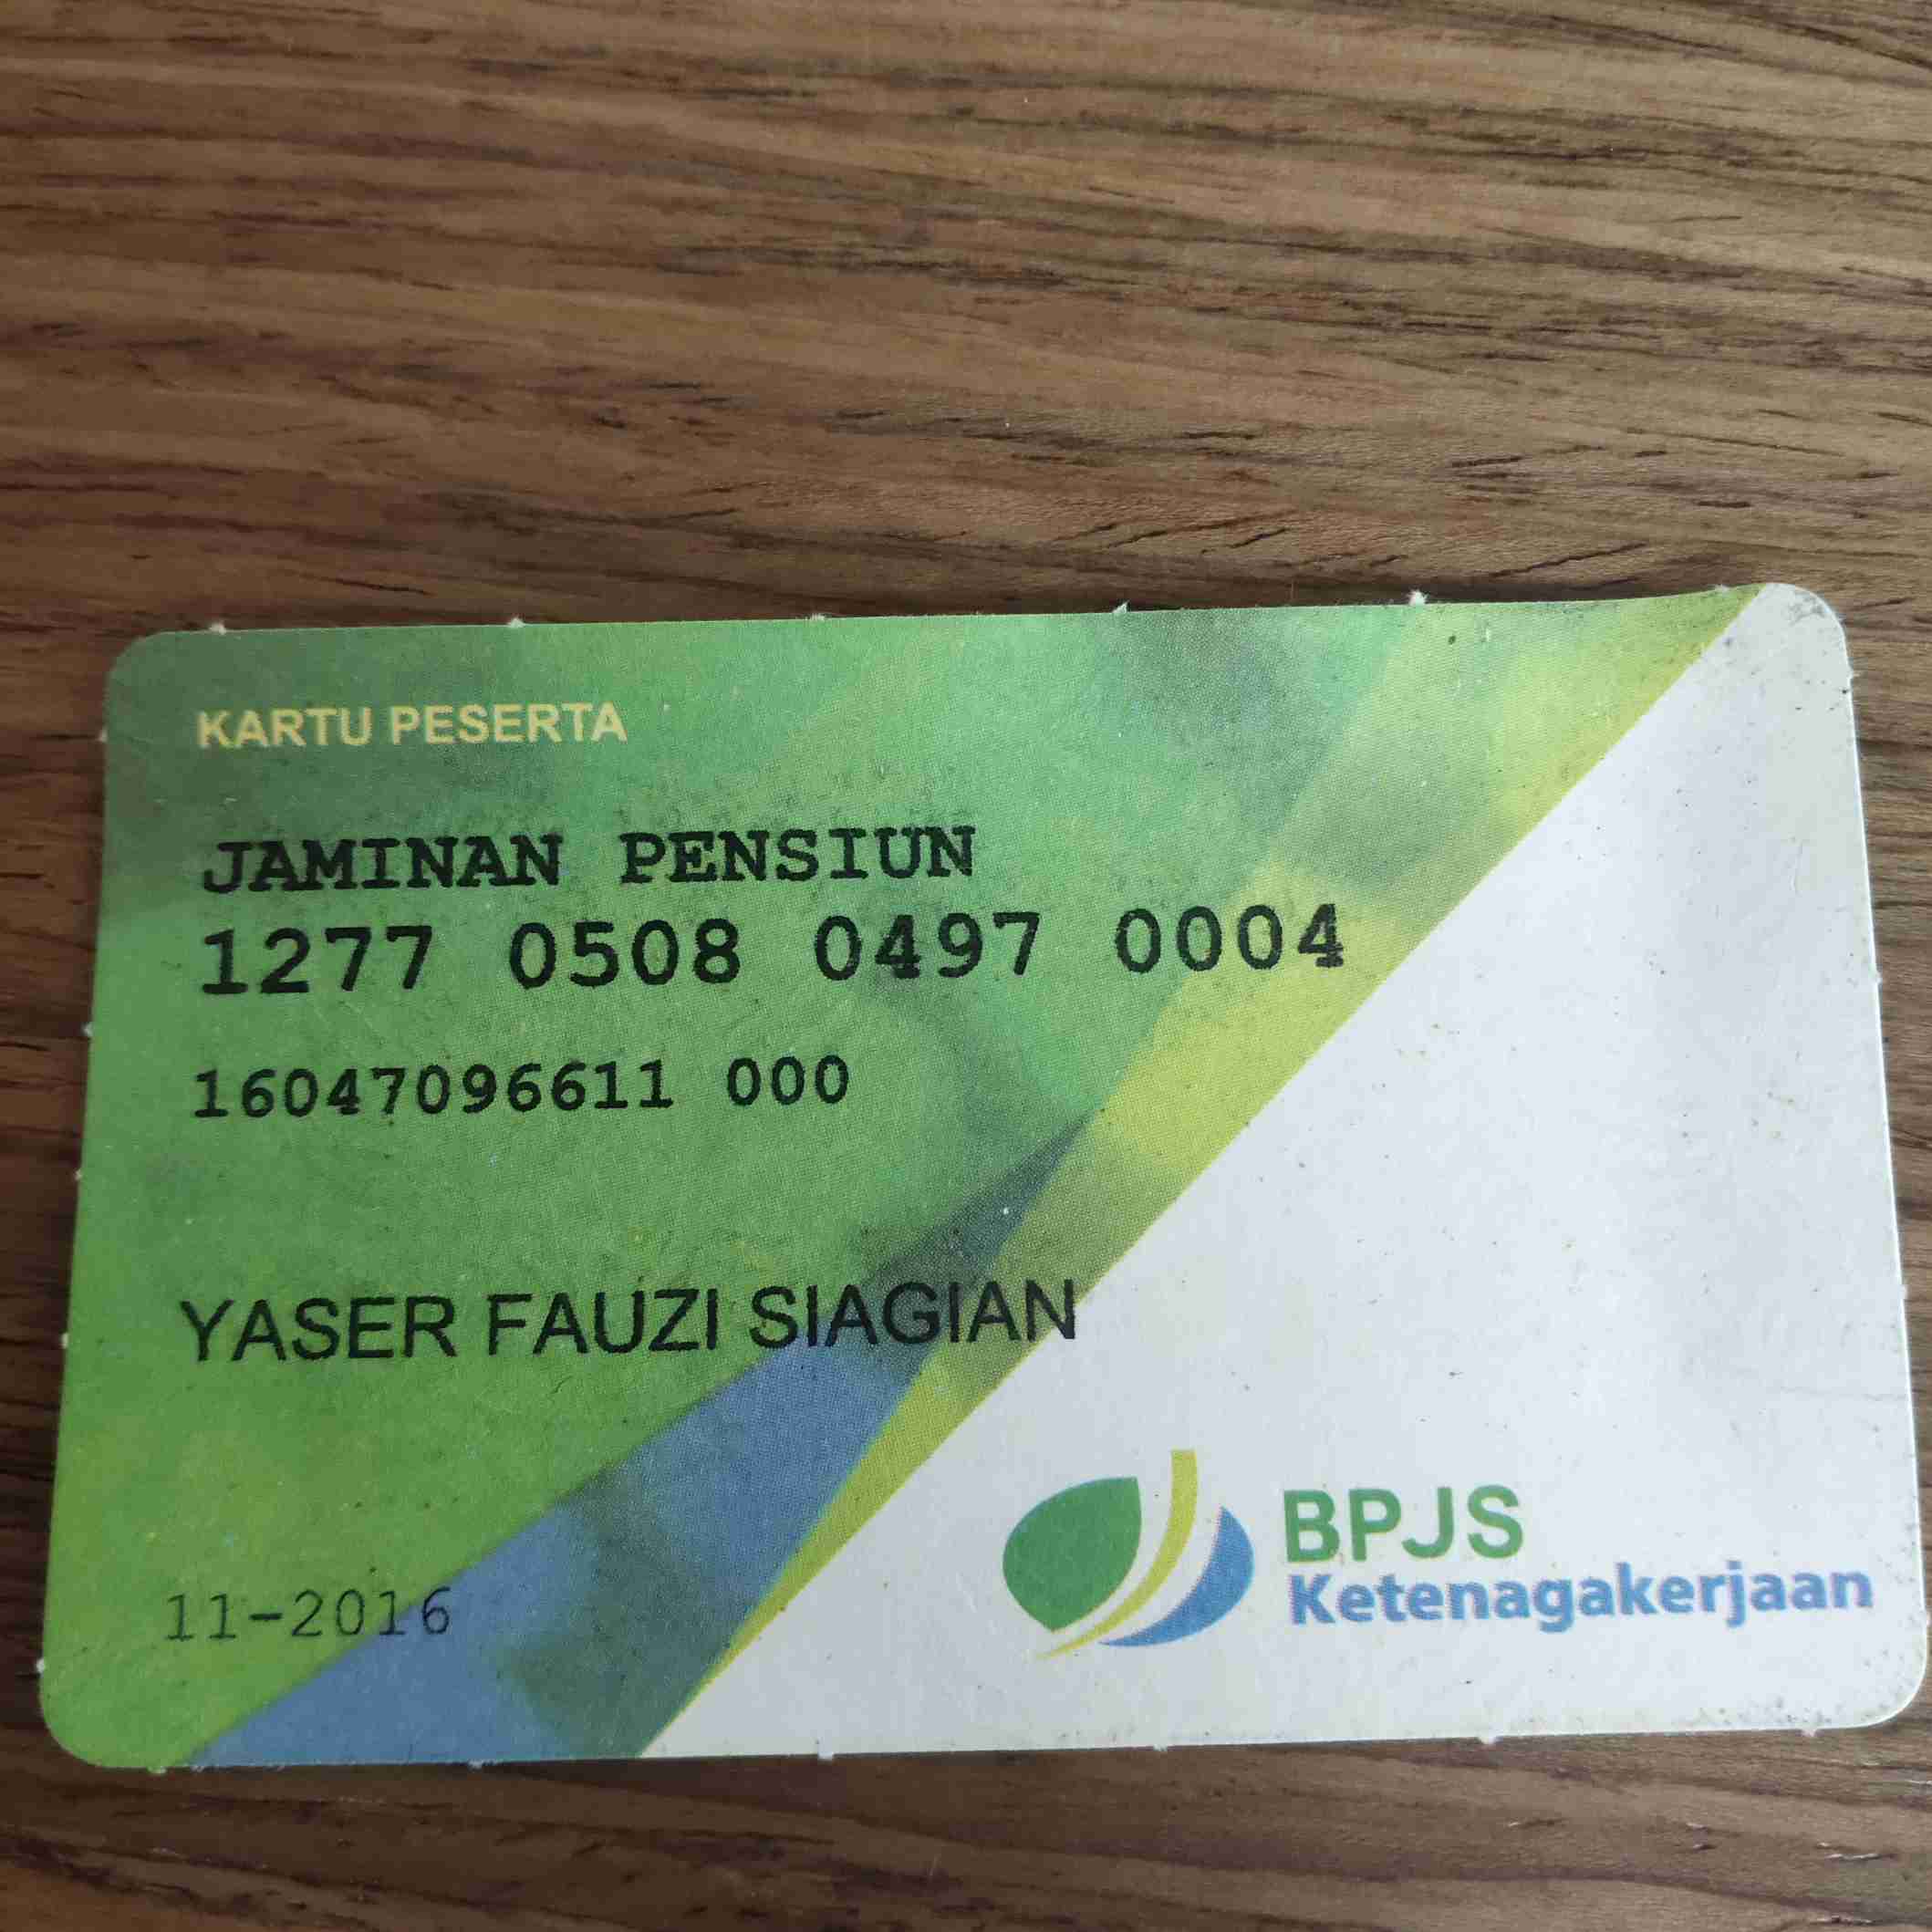 KARTU PESERTA
JAMINAN PENSIUN
1277 0508 0497 0004
16047096611 000
YASER FAUZI SIAGIAN
11-2016
BPJS
Ketenagakerjaan